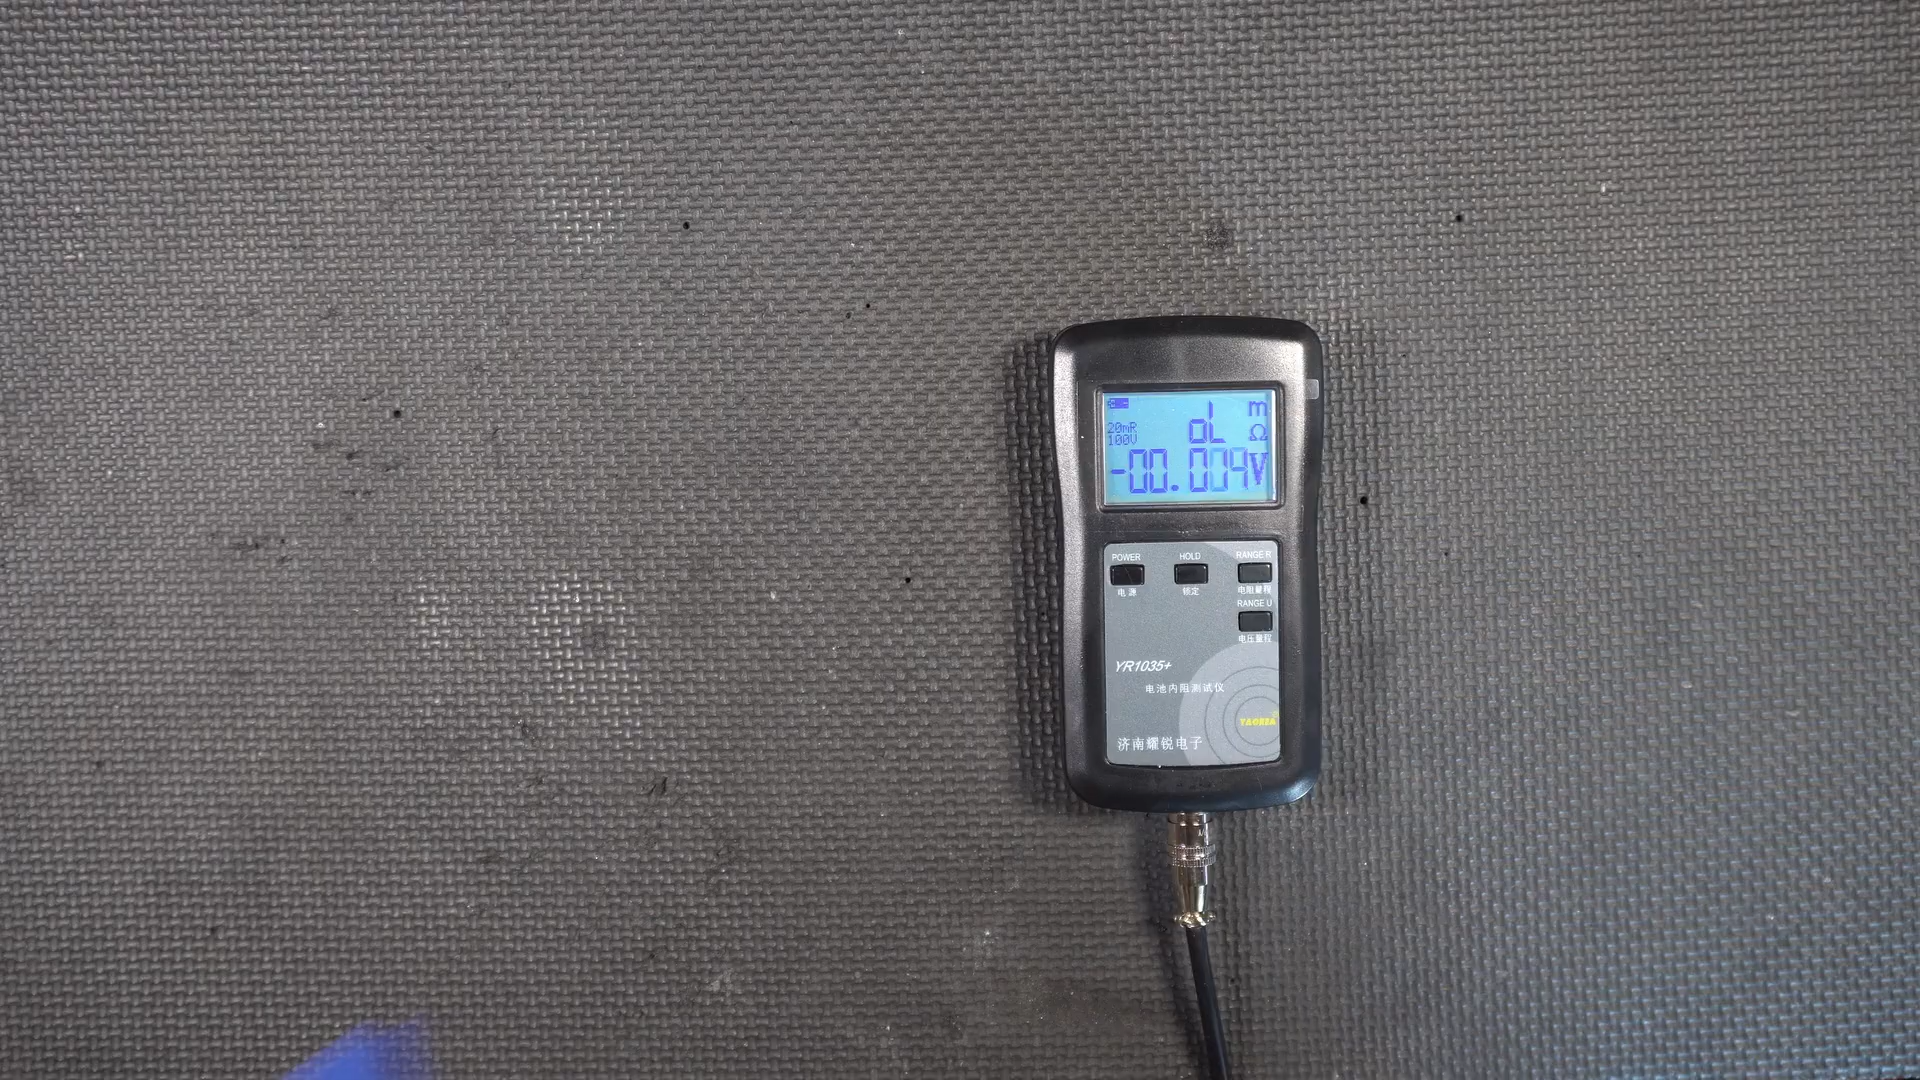 oL mΩ
20mR
100V
-00.004V
POWER HOLD RANGE R
电源 锁定 电阻量程
RANGE U
电压量程
YR1035+
电池内阻测试仪
济南耀锐电子